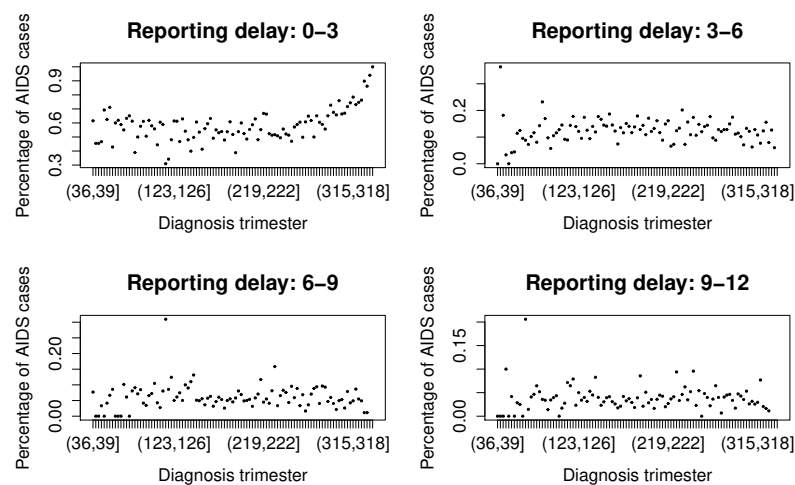 Reporting delay: 0−3
Percentage of AIDS cases
0.3 0.6 0.9
(36,39] (123,126] (219,222] (315,318]
Diagnosis trimester
Reporting delay: 3−6
Percentage of AIDS cases
0.0 0.2
(36,39] (123,126] (219,222] (315,318]
Diagnosis trimester
Reporting delay: 6−9
Percentage of AIDS cases
0.00 0.20
(36,39] (123,126] (219,222] (315,318]
Diagnosis trimester
Reporting delay: 9−12
Percentage of AIDS cases
0.00 0.15
(36,39] (123,126] (219,222] (315,318]
Diagnosis trimester